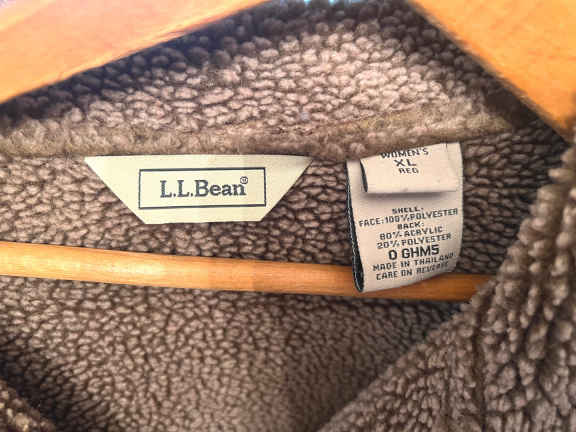 L.L.Bean®
WOMEN'S
XL
REG
SHELL:
FACE:100%POLYESTER
BACK:
80% ACRYLIC
20% POLYESTER
0 GHM5
MADE IN THAILAND
CARE ON REVERSE